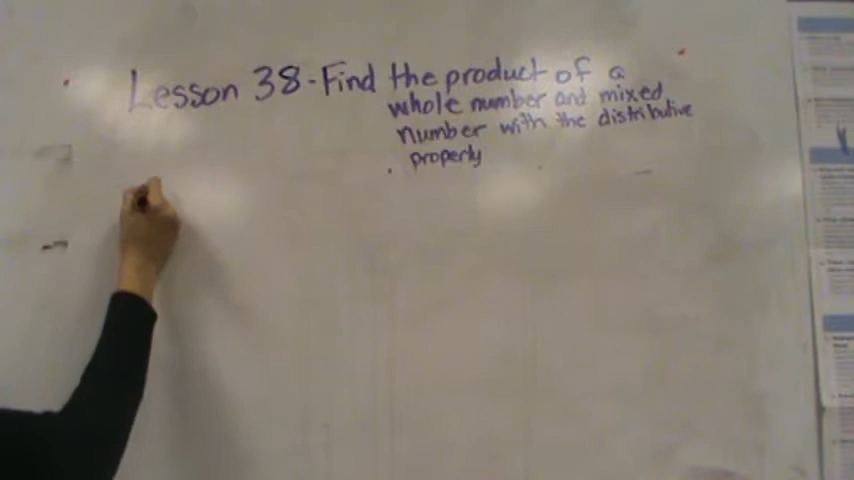 Lesson 38-Find the product of a
whole number and mixed
number with the distributive
property